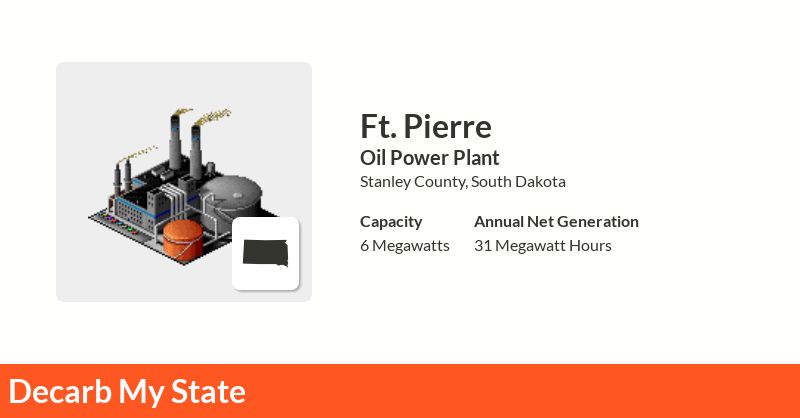 Ft. Pierre
Oil Power Plant
Stanley County, South Dakota
Capacity
6 Megawatts
Annual Net Generation
31 Megawatt Hours
Decarb My State